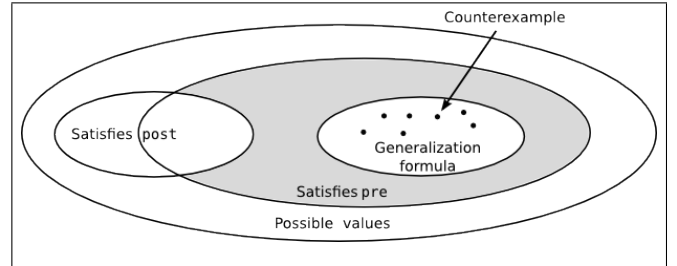 Counterexample
Satisfies post
Generalization
formula
Satisfies pre
Possible values